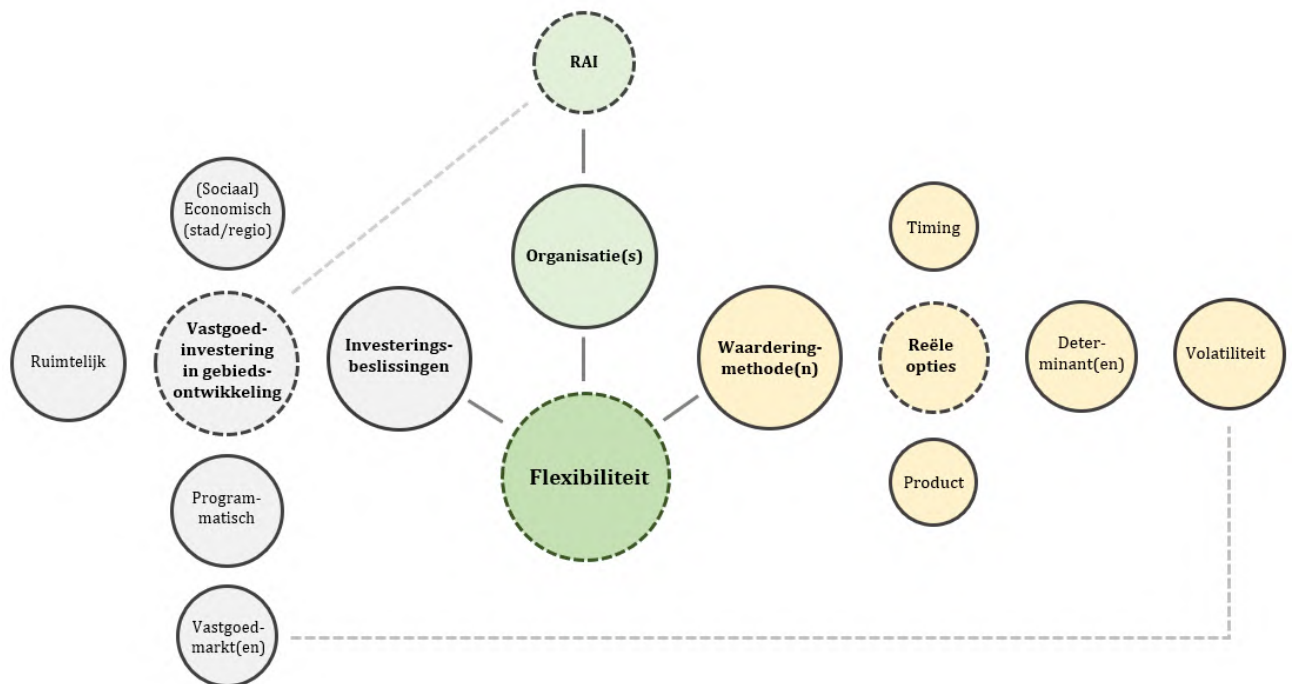 RAI
(Sociaal)
Economisch
(stad/regio)
Timing
Organisatie(s)
Ruimtelijk
Vastgoed-
investering
in gebieds-
ontwikkeling
Investerings-
beslissingen
Waardering-
methode(n)
Reële
opties
Deter-
minant(en)
Volatiliteit
Flexibiliteit
Program-
matisch
Product
Vastgoed-
markt(en)